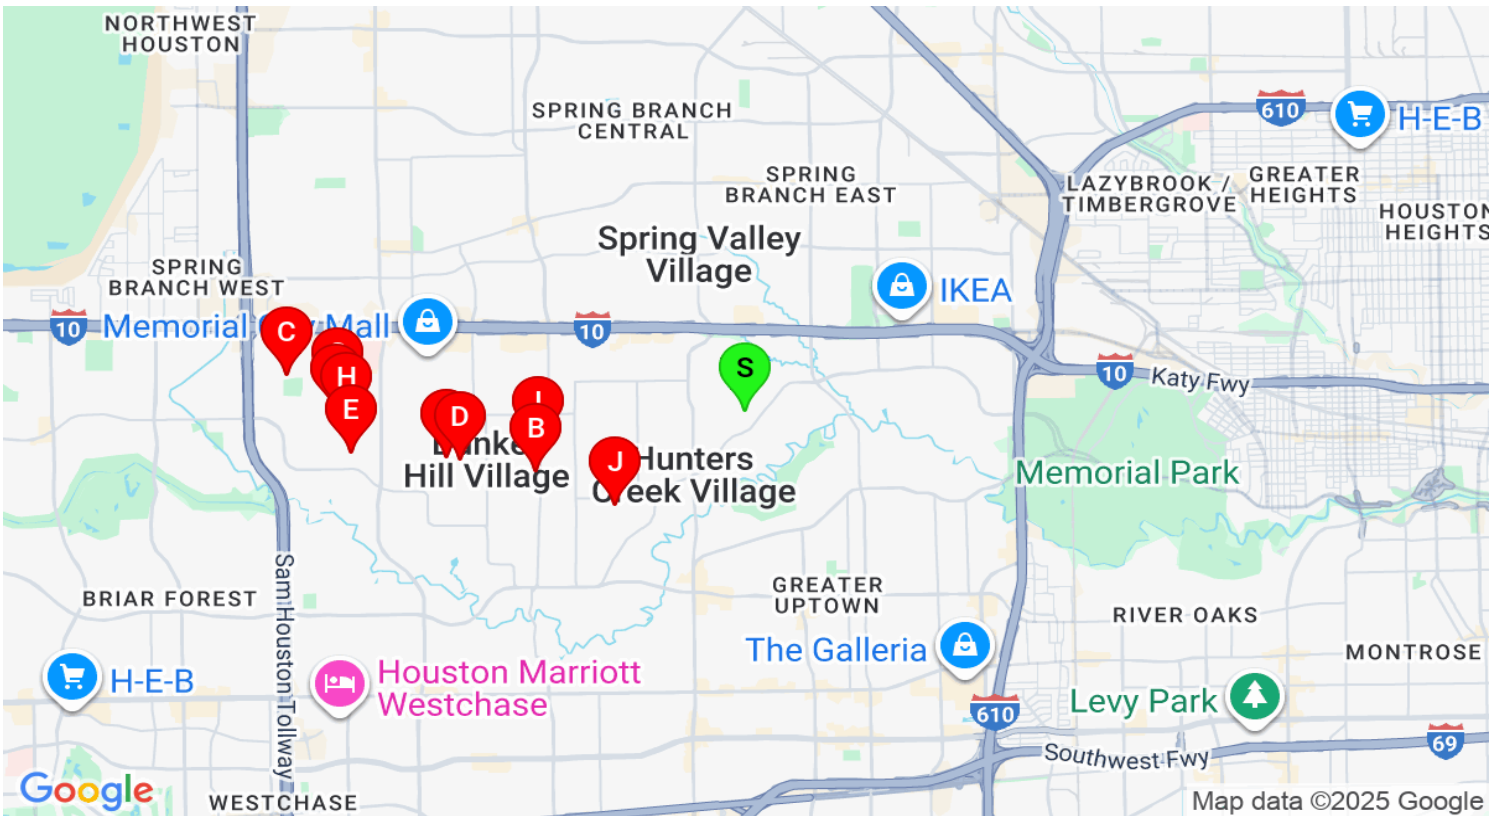 NORTHWEST
HOUSTON
SPRING BRANCH
CENTRAL
610
H-E-B
SPRING
BRANCH EAST
LAZYBROOK /
TIMBERGROVE
GREATER
HEIGHTS
HOUSTON
HEIGHTS
Spring Valley
Village
SPRING
BRANCH WEST
IKEA
10
Memorial City Mall
C
10
S
10
Katy Fwy
H
E
D
B
J
Bunker
Hill Village
Hunters
Creek Village
Memorial Park
Sam Houston Tollway
BRIAR FOREST
GREATER
UPTOWN
RIVER OAKS
The Galleria
MONTROSE
H-E-B
Houston Marriott
Westchase
Levy Park
610
69
Southwest Fwy
Google
WESTCHASE
Map data ©2025 Google